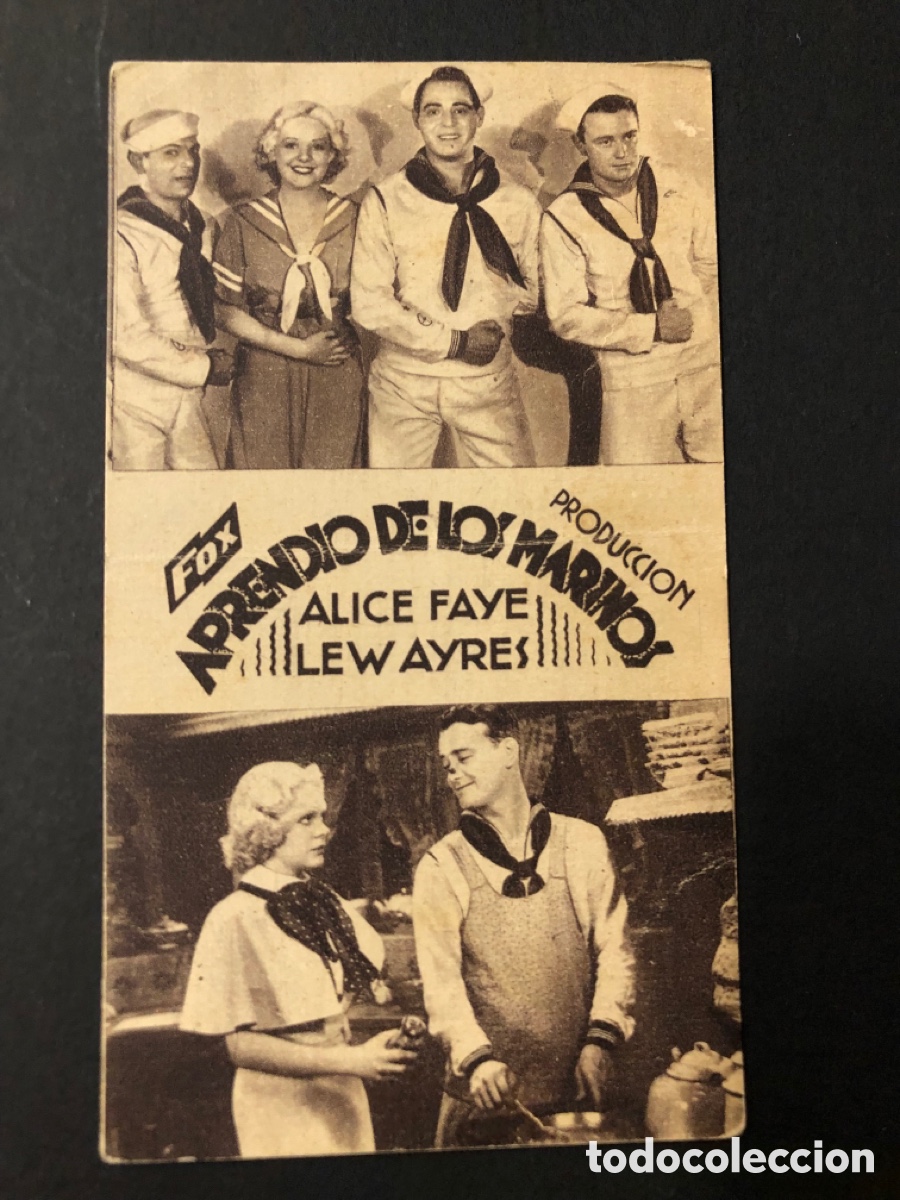 FOX
PRODUCCION
APRENDIO DE LOS MARINOS
ALICE FAYE
LEW AYRES
todocoleccion